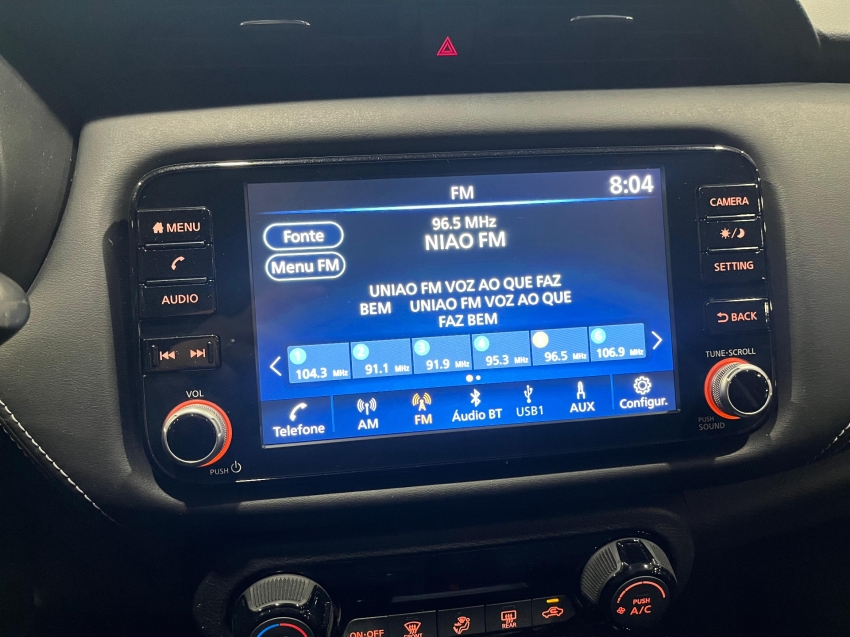 FM
8:04
MENU
Fonte
96.5 MHz
NIAO FM
CAMERA
Menu FM
SETTING
AUDIO
UNIAO FM VOZ AO QUE FAZ
BEM UNIAO FM VOZ AO QUE
FAZ BEM
BACK
1
104.3 MHz
2
91.1 MHz
3
91.9 MHz
4
95.3 MHz
96.5 MHz
6
106.9 MHz
TUNE·SCROLL
VOL
Telefone
AM
FM
Áudio BT
USB1
AUX
Configur.
PUSH
SOUND
PUSH
ON·OFF
FRONT
REAR
PUSH
A/C